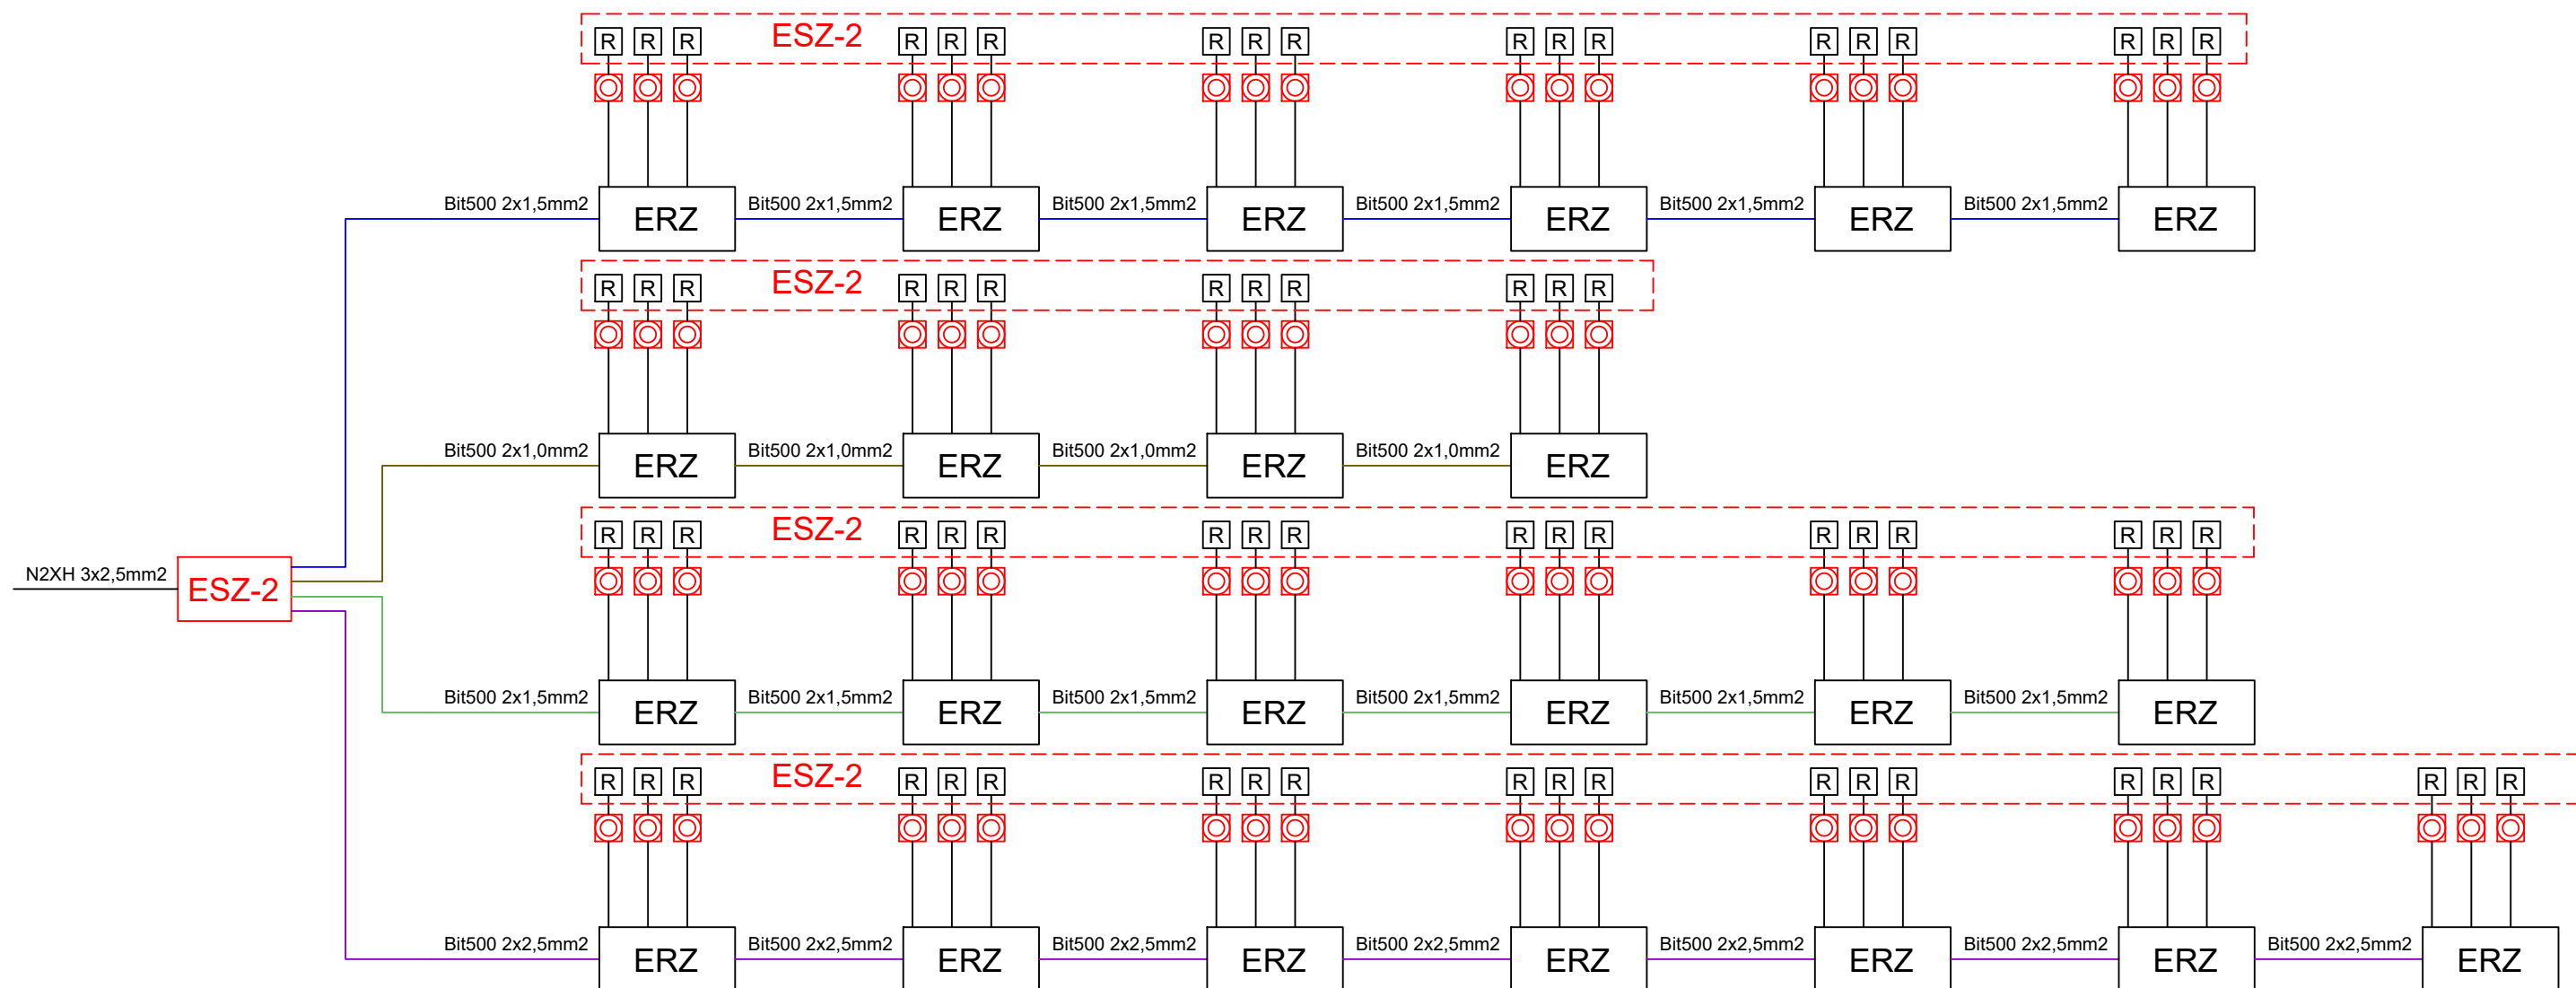 R R R ESZ-2 R R R R R R R R R R R R R R R
Bit500 2x1,5mm2 Bit500 2x1,5mm2 Bit500 2x1,5mm2 Bit500 2x1,5mm2 Bit500 2x1,5mm2 Bit500 2x1,5mm2
ERZ ERZ ERZ ERZ ERZ ERZ
R R R ESZ-2 R R R R R R R R R
Bit500 2x1,0mm2 Bit500 2x1,0mm2 Bit500 2x1,0mm2 Bit500 2x1,0mm2
ERZ ERZ ERZ ERZ
R R R ESZ-2 R R R R R R R R R R R R R R R
N2XH 3x2,5mm2
ESZ-2
Bit500 2x1,5mm2 Bit500 2x1,5mm2 Bit500 2x1,5mm2 Bit500 2x1,5mm2 Bit500 2x1,5mm2 Bit500 2x1,5mm2
ERZ ERZ ERZ ERZ ERZ ERZ
R R R ESZ-2 R R R R R R R R R R R R R R R R R R
Bit500 2x2,5mm2 Bit500 2x2,5mm2 Bit500 2x2,5mm2 Bit500 2x2,5mm2 Bit500 2x2,5mm2 Bit500 2x2,5mm2 Bit500 2x2,5mm2
ERZ ERZ ERZ ERZ ERZ ERZ ERZ